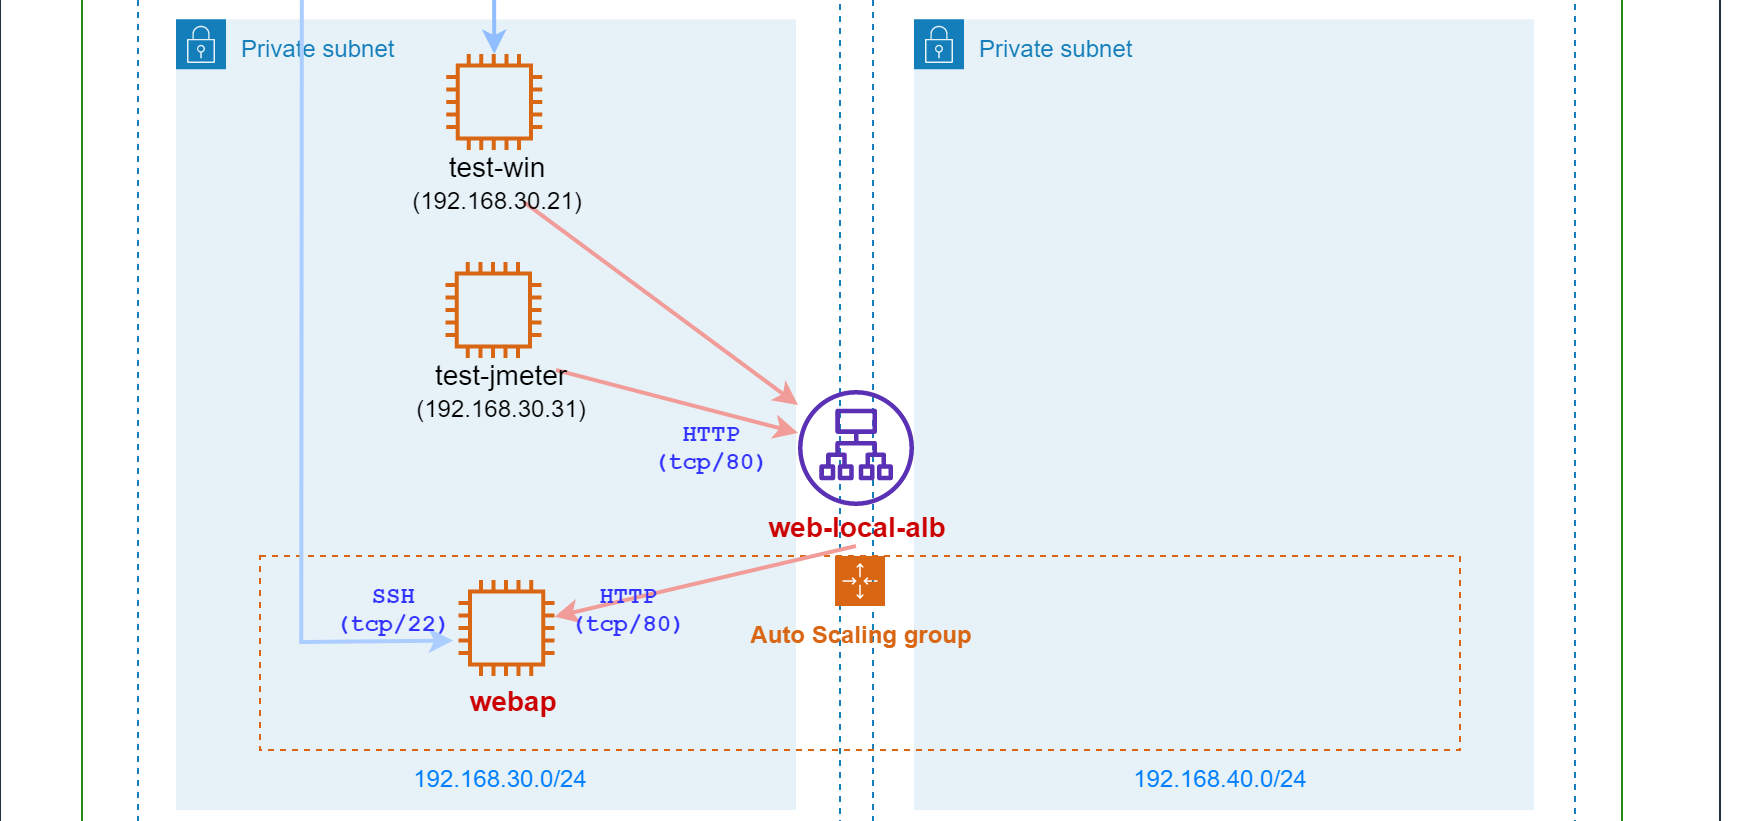 Private subnet
Private subnet
test-win
(192.168.30.21)
test-jmeter
(192.168.30.31)
HTTP
(tcp/80)
web-local-alb
SSH
(tcp/22)
HTTP
(tcp/80)
Auto Scaling group
webap
192.168.30.0/24
192.168.40.0/24